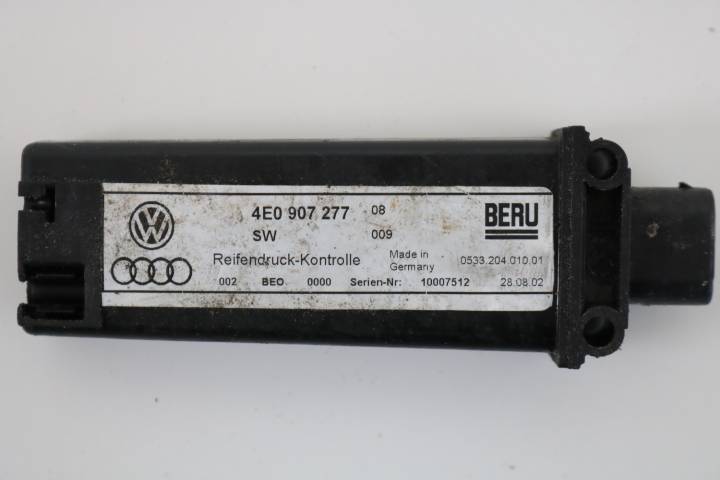 VW
4E0 907 277 08
SW 009
Reifendruck-Kontrolle
Made in
Germany
002 BEO 0000 Serien-Nr: 10007512
BERU
0533.204.010.01
28.08.02